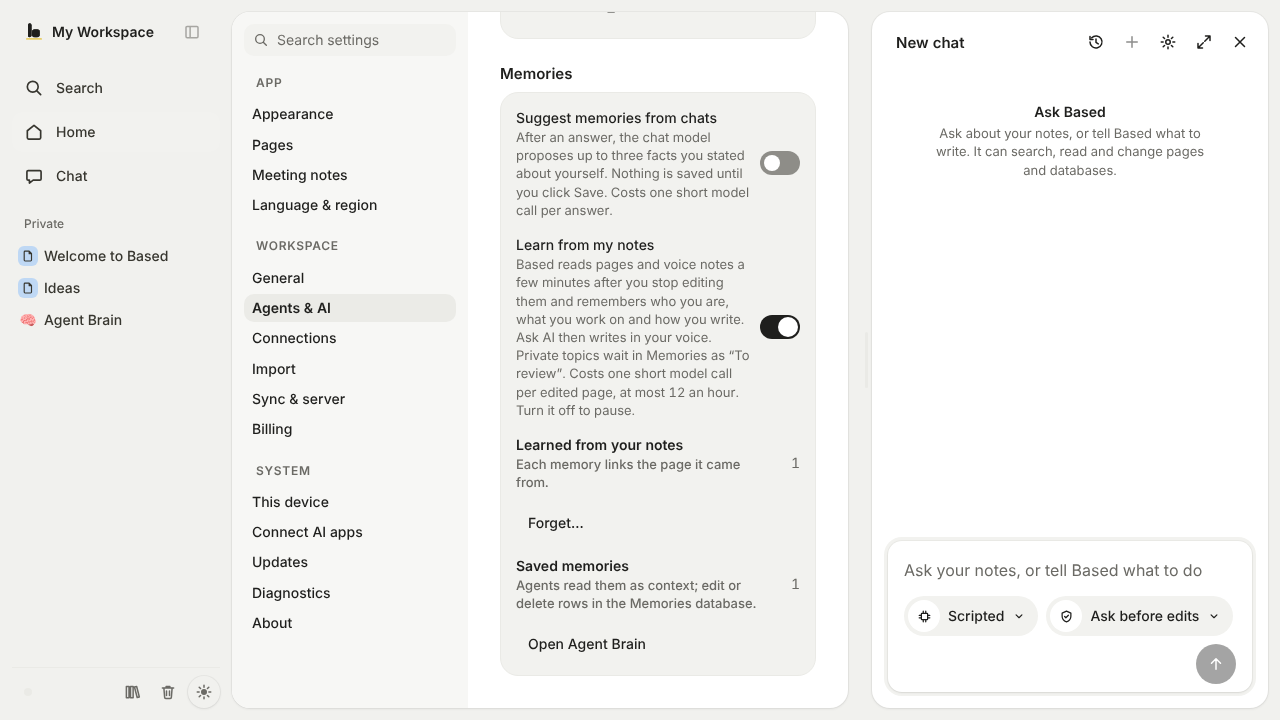 My Workspace
Search
Home
Chat
Private
Welcome to Based
Ideas
Agent Brain
Search settings
APP
Appearance
Pages
Meeting notes
Language & region
WORKSPACE
General
Agents & AI
Connections
Import
Sync & server
Billing
SYSTEM
This device
Connect AI apps
Updates
Diagnostics
About
Memories
Suggest memories from chats
After an answer, the chat model
proposes up to three facts you stated
about yourself. Nothing is saved until
you click Save. Costs one short model
call per answer.
Learn from my notes
Based reads pages and voice notes a
few minutes after you stop editing
them and remembers who you are,
what you work on and how you write.
Ask AI then writes in your voice.
Private topics wait in Memories as “To
review”. Costs one short model call
per edited page, at most 12 an hour.
Turn it off to pause.
Learned from your notes
Each memory links the page it came
from.
1
Forget…
Saved memories
Agents read them as context; edit or
delete rows in the Memories database.
1
Open Agent Brain
New chat
Ask Based
Ask about your notes, or tell Based what to
write. It can search, read and change pages
and databases.
Ask your notes, or tell Based what to do
Scripted
Ask before edits